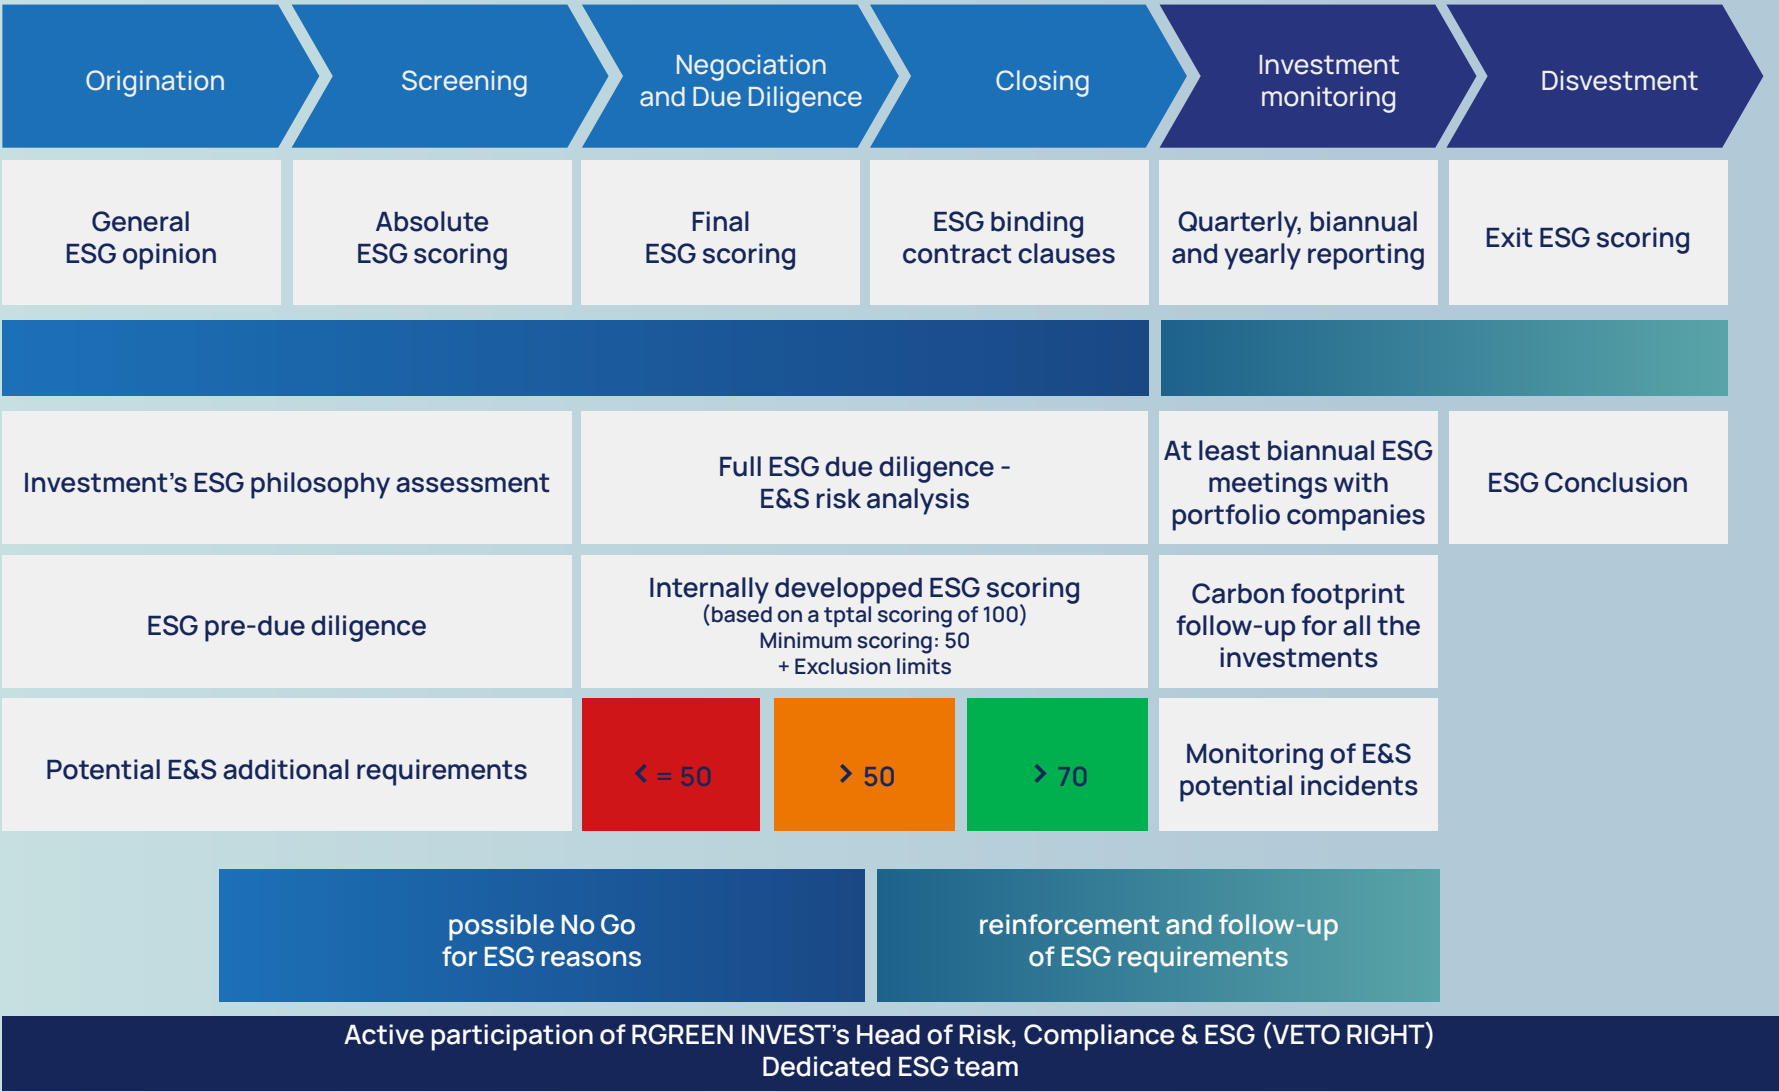 Origination
Screening
Negociation
and Due Diligence
Closing
Investment
monitoring
Disvestment
General
ESG opinion
Absolute
ESG scoring
Final
ESG scoring
ESG binding
contract clauses
Quarterly, biannual
and yearly reporting
Exit ESG scoring
Investment’s ESG philosophy assessment
Full ESG due diligence -
E&S risk analysis
At least biannual ESG
meetings with
portfolio companies
ESG Conclusion
ESG pre-due diligence
Internally developped ESG scoring
(based on a tptal scoring of 100)
Minimum scoring: 50
+ Exclusion limits
Carbon footprint
follow-up for all the
investments
Potential E&S additional requirements
< = 50
> 50
> 70
Monitoring of E&S
potential incidents
possible No Go
for ESG reasons
reinforcement and follow-up
of ESG requirements
Active participation of RGREEN INVEST’s Head of Risk, Compliance & ESG (VETO RIGHT)
Dedicated ESG team